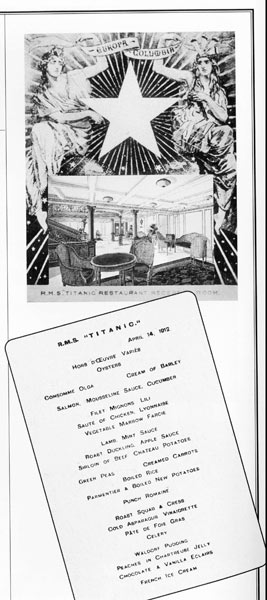 EUROPA
COLUMBIA
R.M.S. "TITANIC" RESTAURANT RECEPTION ROOM.
R.M.S. "TITANIC."
APRIL 14, 1912
HORS D'ŒUVRE VARIÉS
OYSTERS
CONSOMMÉ OLGA CREAM OF BARLEY
SALMON, MOUSSELINE SAUCE, CUCUMBER
FILET MIGNONS LILI
SAUTÉ OF CHICKEN, LYONNAISE
VEGETABLE MARROW FARCIE
LAMB, MINT SAUCE
ROAST DUCKLING, APPLE SAUCE
SIRLOIN OF BEEF CHATEAU POTATOES
GREEN PEAS CREAMED CARROTS
BOILED RICE
PARMENTIER & BOILED NEW POTATOES
PUNCH ROMAINE
ROAST SQUAB & CRESS
COLD ASPARAGUS VINAIGRETTE
PÂTÉ DE FOIE GRAS
CELERY
WALDORF PUDDING
PEACHES IN CHARTREUSE JELLY
CHOCOLATE & VANILLA ECLAIRS
FRENCH ICE CREAM